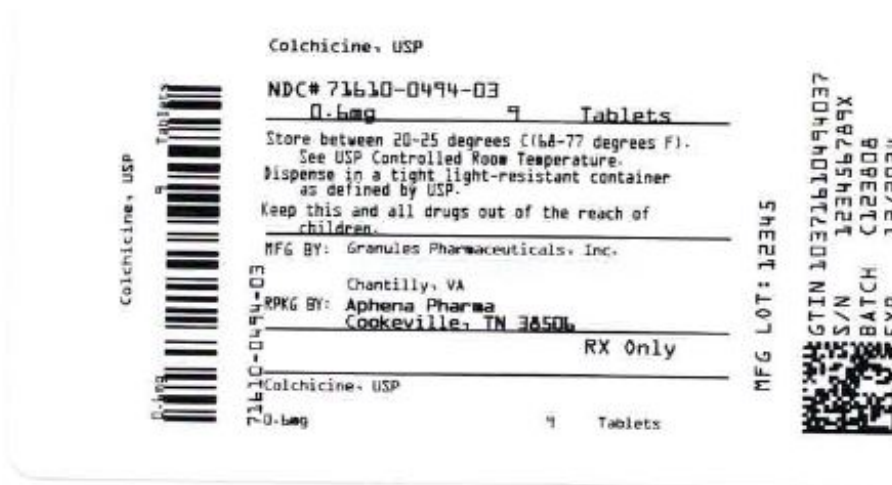 Colchicine, USP
NDC# 71610-0494-03
0.6mg 9 Tablets
Store between 20-25 degrees C(68-77 degrees F).
See USP Controlled Room Temperature.
Dispense in a tight light-resistant container
as defined by USP.
Keep this and all drugs out of the reach of
children.
MFG BY: Granules Pharmaceuticals, Inc.
Chantilly, VA
RPKG BY: Aphena Pharma
Cookeville, TN 38506
RX Only
Colchicine, USP
0.6mg 9 Tablets
Colchicine, USP
0.6mg 9 Tablets
71610-0494-03
MFG LOT: 12345
GTIN 10371610494037
S/N 123456789X
BATCH C123808
EXP